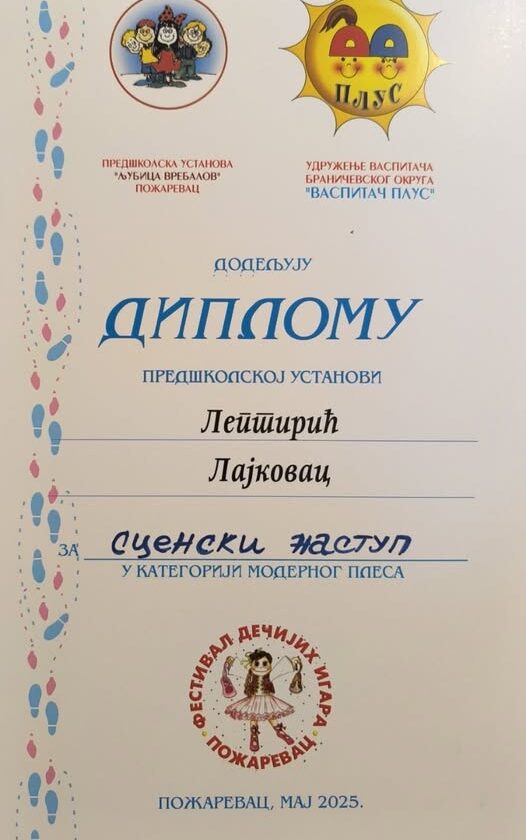 ПЛУС
ПРЕДШКОЛСКА УСТАНОВА
"ЉУБИЦА ВРЕБАЛОВ"
ПОЖАРЕВАЦ
УДРУЖЕЊЕ ВАСПИТАЧА
БРАНИЧЕВСКОГ ОКРУГА
"ВАСПИТАЧ ПЛУС"
ДОДЕЉУЈУ
ДИПЛОМУ
ПРЕДШКОЛСКОЈ УСТАНОВИ
Лептирић
Лајковац
ЗА сценски наступ
У КАТЕГОРИЈИ МОДЕРНОГ ПЛЕСА
ФЕСТИВАЛ ДЕЧИЈИХ ИГАРА
ПОЖАРЕВАЦ
ПОЖАРЕВАЦ, МАЈ 2025.